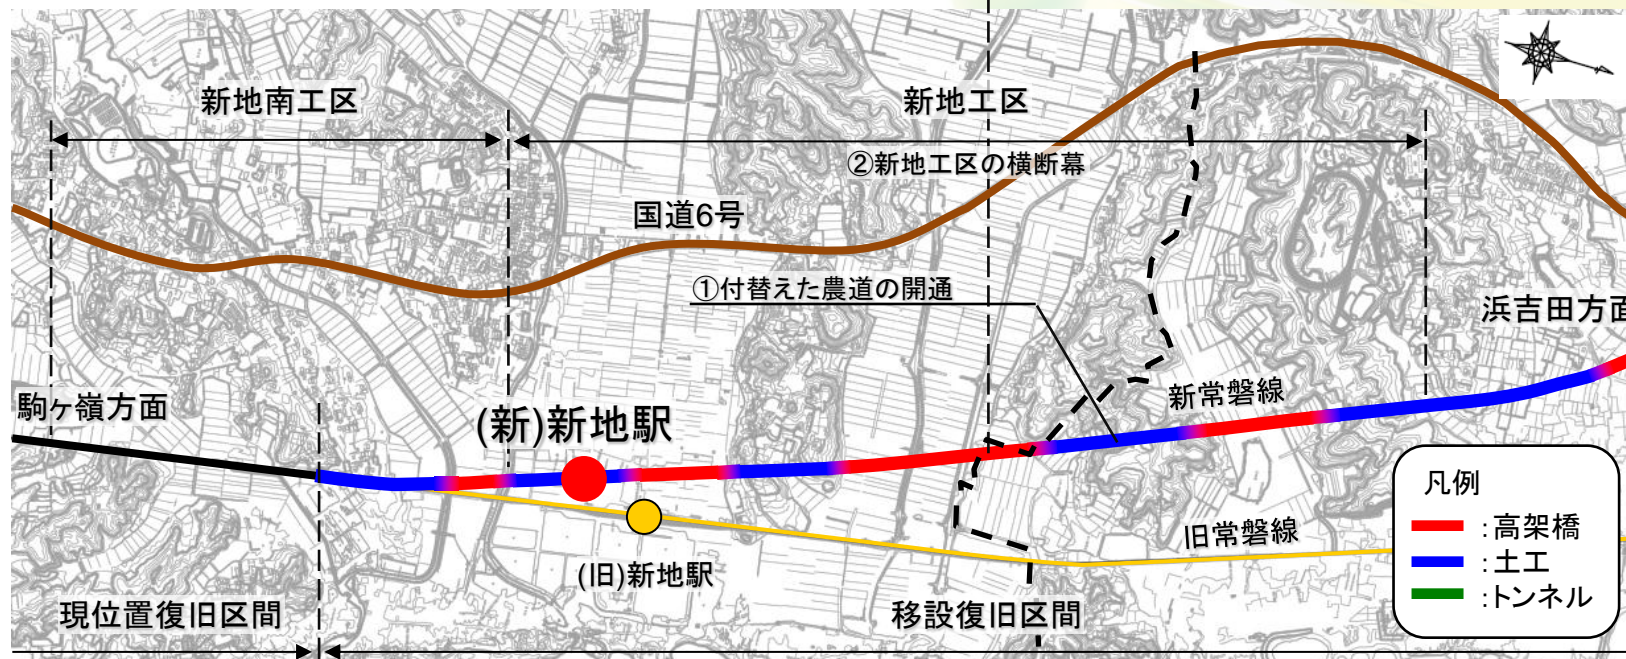 新地南工区
新地工区
②新地工区の横断幕
国道6号
①付替えた農道の開通
浜吉田方面
駒ヶ嶺方面
(新)新地駅
新常磐線
旧常磐線
(旧)新地駅
現位置復旧区間
移設復旧区間
凡例
:高架橋
:土工
:トンネル